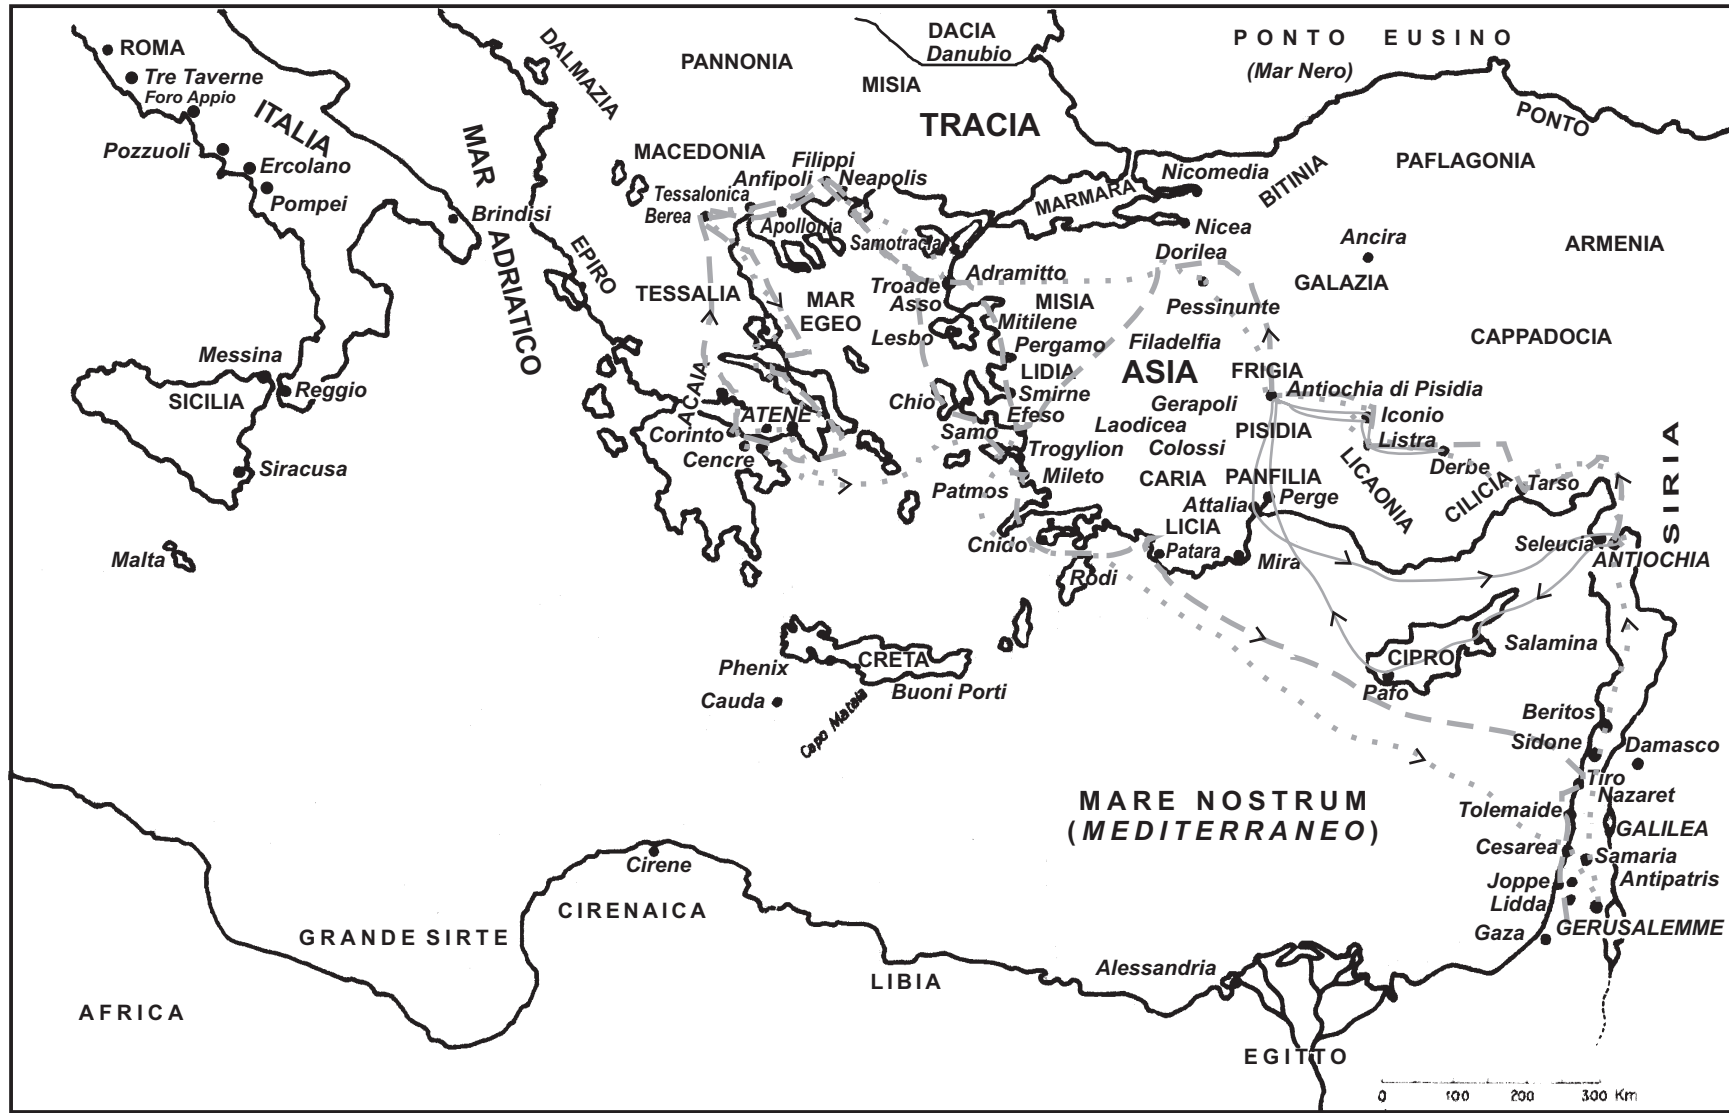 ROMA
Tre Taverne
Foro Appio
ITALIA
Pozzuoli
Ercolano
Pompei
Brindisi
MAR ADRIATICO
DALMAZIA
PANNONIA
DACIA
Danubio
MISIA
TRACIA
PONTO EUSINO
(Mar Nero)
PONTO
PAFLAGONIA
BITINIA
Nicomedia
MARMARA
Nicea
MACEDONIA
Filippi
Anfipoli
Neapolis
Tessalonica
Berea
Apollonia
Samotracia
EPIRO
TESSALIA
MAR
EGEO
Troade
Asso
Adramitto
MISIA
Mitilene
Lesbo
Pergamo
Dorilea
Pessinunte
Ancira
GALAZIA
ARMENIA
CAPPADOCIA
Filadelfia
ASIA
FRIGIA
LIDIA
Smirne
Chio
Efeso
Samo
Gerapoli
Laodicea
Colossi
PISIDIA
Antiochia di Pisidia
Iconio
Listra
Derbe
LICAONIA
CILICIA
Tarso
SIRIA
Messina
Reggio
SICILIA
Siracusa
Malta
ACAIA
ATENE
Corinto
Cencre
Trogylion
Mileto
Patmos
CARIA
PANFILIA
Perge
Attalia
LICIA
Patara
Mira
Cnido
Rodi
Seleucia
ANTIOCHIA
Phenix
CRETA
Cauda
Buoni Porti
Capo Matala
CIPRO
Salamina
Pafo
Beritos
Sidone
Damasco
Tiro
Nazaret
Tolemaide
GALILEA
Cesarea
Samaria
Joppe
Antipatris
Lidda
Gaza
GERUSALEMME
MARE NOSTRUM
(MEDITERRANEO)
Cirene
CIRENAICA
GRANDE SIRTE
LIBIA
Alessandria
AFRICA
EGITTO
0 100 200 300 Km